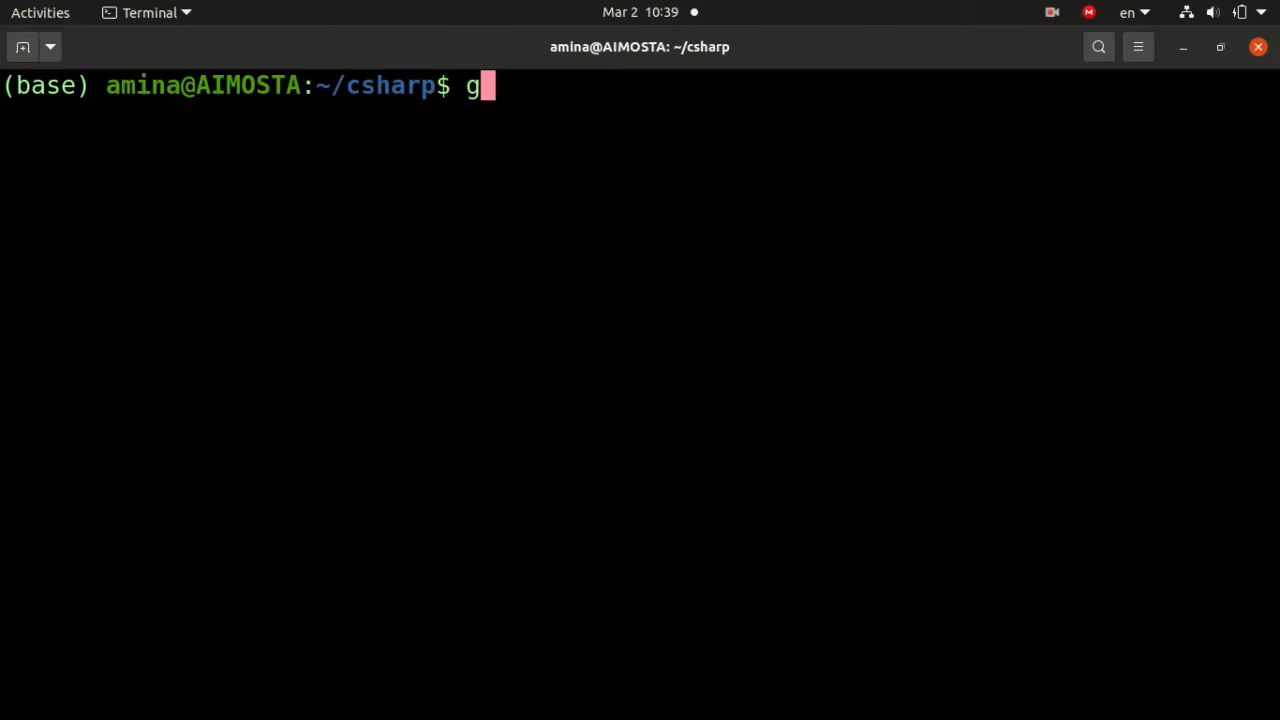 Activities Terminal Mar 2 10:39 M en
amina@AIMOSTA: ~/csharp
(base) amina@AIMOSTA:~/csharp$ g